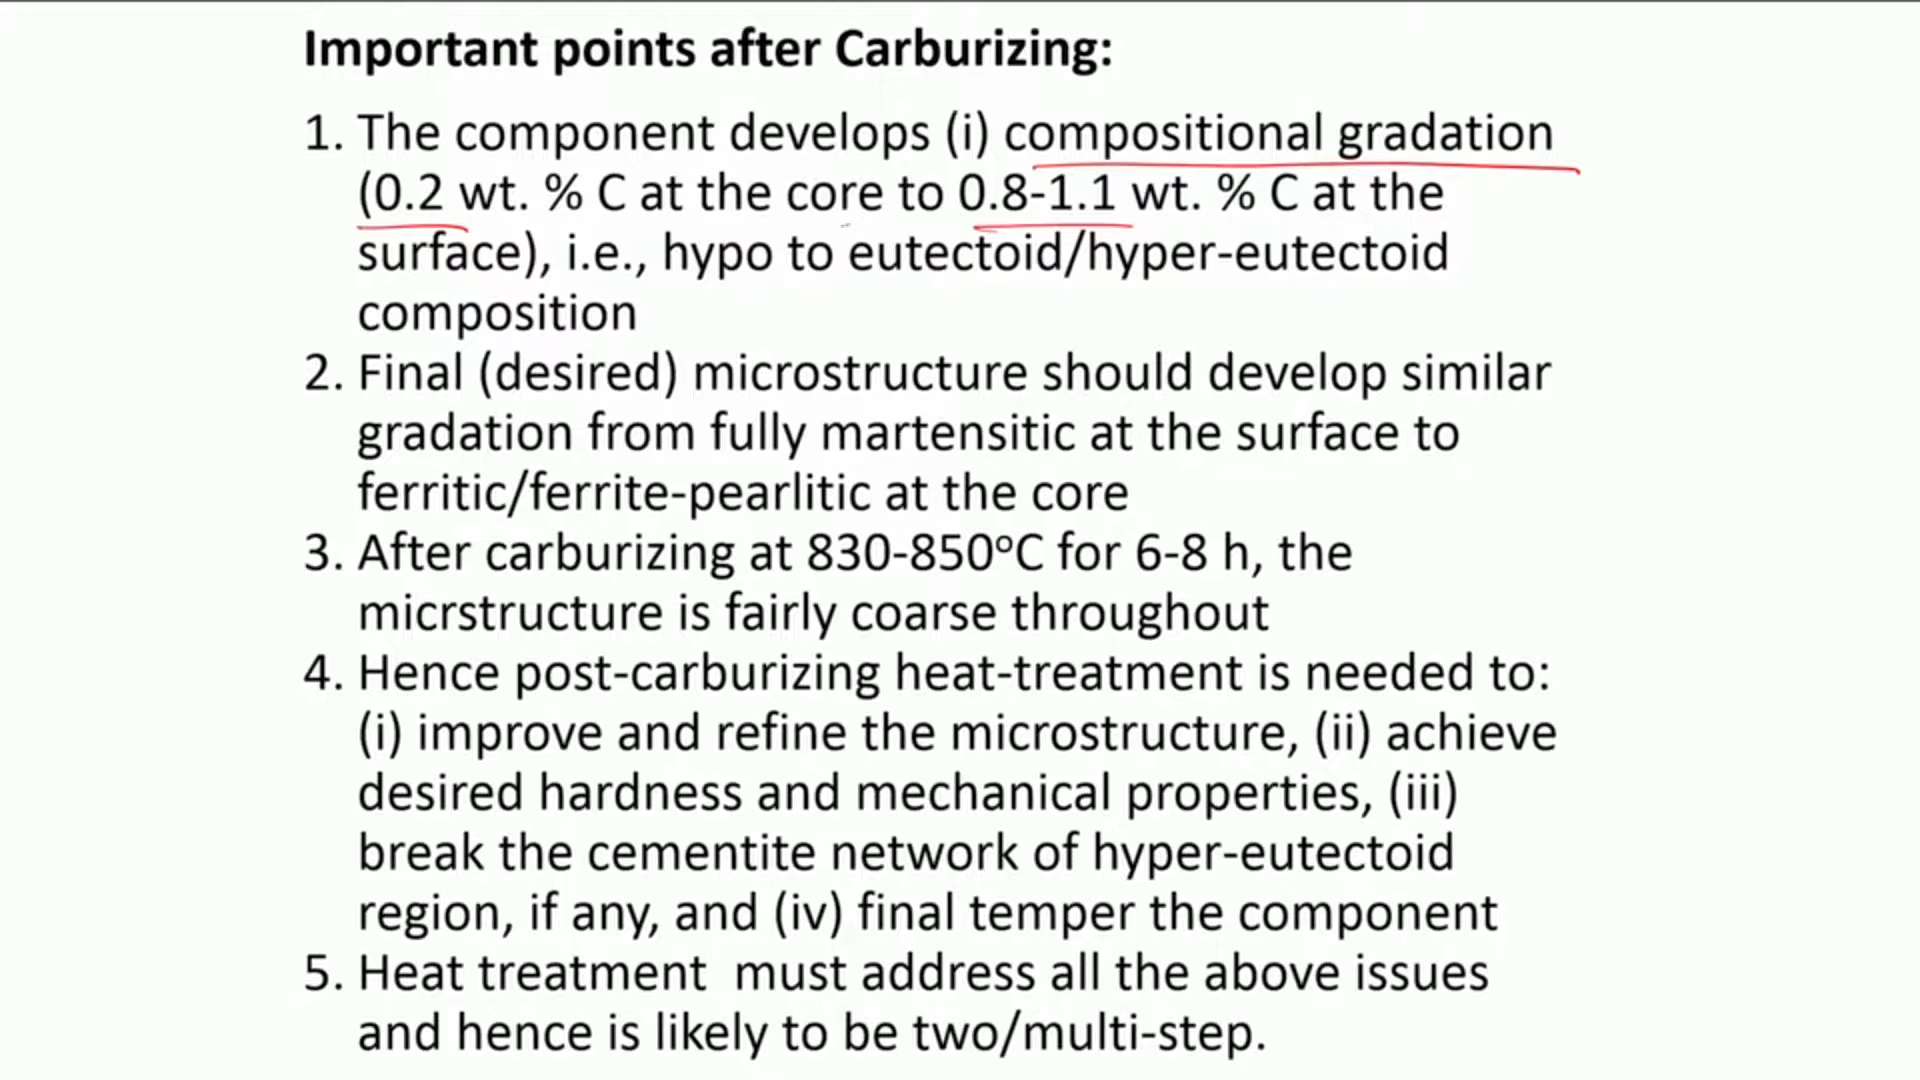 Important points after Carburizing:
1. The component develops (i) compositional gradation
(0.2 wt. % C at the core to 0.8-1.1 wt. % C at the
surface), i.e., hypo to eutectoid/hyper-eutectoid
composition
2. Final (desired) microstructure should develop similar
gradation from fully martensitic at the surface to
ferritic/ferrite-pearlitic at the core
3. After carburizing at 830-850°C for 6-8 h, the
micrstructure is fairly coarse throughout
4. Hence post-carburizing heat-treatment is needed to:
(i) improve and refine the microstructure, (ii) achieve
desired hardness and mechanical properties, (iii)
break the cementite network of hyper-eutectoid
region, if any, and (iv) final temper the component
5. Heat treatment  must address all the above issues
and hence is likely to be two/multi-step.